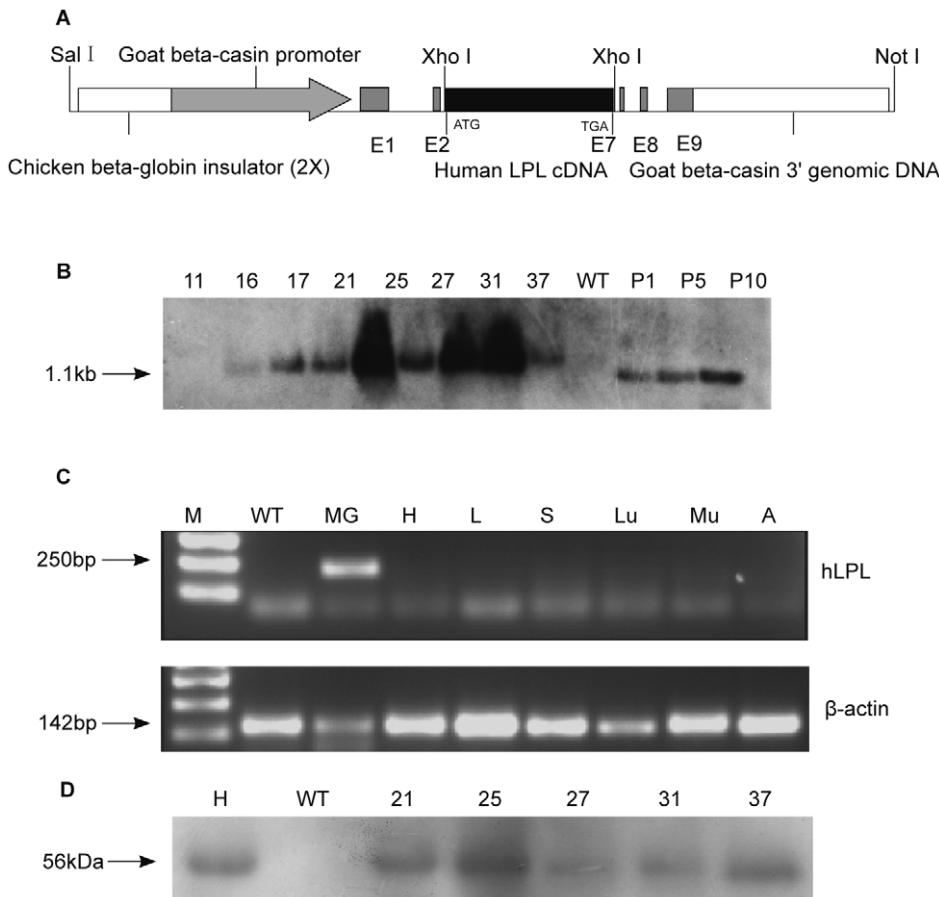 A
Sal I Goat beta-casin promoter Xho I Xho I Not I
ATG TGA
E1 E2 E7 E8 E9
Chicken beta-globin insulator (2X) Human LPL cDNA Goat beta-casin 3' genomic DNA
B
11 16 17 21 25 27 31 37 WT P1 P5 P10
1.1kb
C
M WT MG H L S Lu Mu A
250bp
hLPL
142bp
β-actin
D
H WT 21 25 27 31 37
56kDa